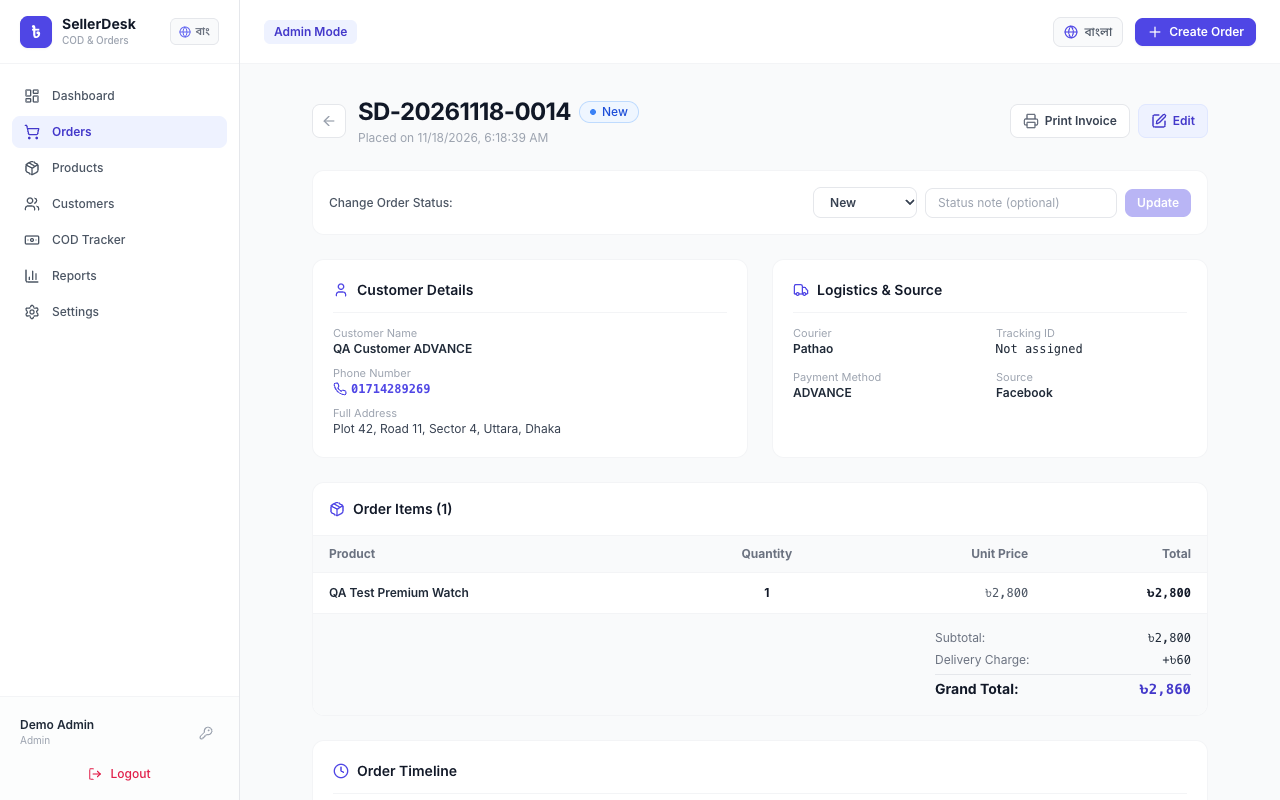 ৳
SellerDesk
COD & Orders
বাং
Dashboard
Orders
Products
Customers
COD Tracker
Reports
Settings
Demo Admin
Admin
Logout
Admin Mode
বাংলা
Create Order
SD-20261118-0014
New
Placed on 11/18/2026, 6:18:39 AM
Print Invoice
Edit
Change Order Status:
New
Status note (optional)
Update
Customer Details
Customer Name
QA Customer ADVANCE
Phone Number
01714289269
Full Address
Plot 42, Road 11, Sector 4, Uttara, Dhaka
Logistics & Source
Courier
Pathao
Tracking ID
Not assigned
Payment Method
ADVANCE
Source
Facebook
Order Items (1)
Product Quantity Unit Price Total
QA Test Premium Watch 1 ৳2,800 ৳2,800
Subtotal: ৳2,800
Delivery Charge: +৳60
Grand Total: ৳2,860
Order Timeline